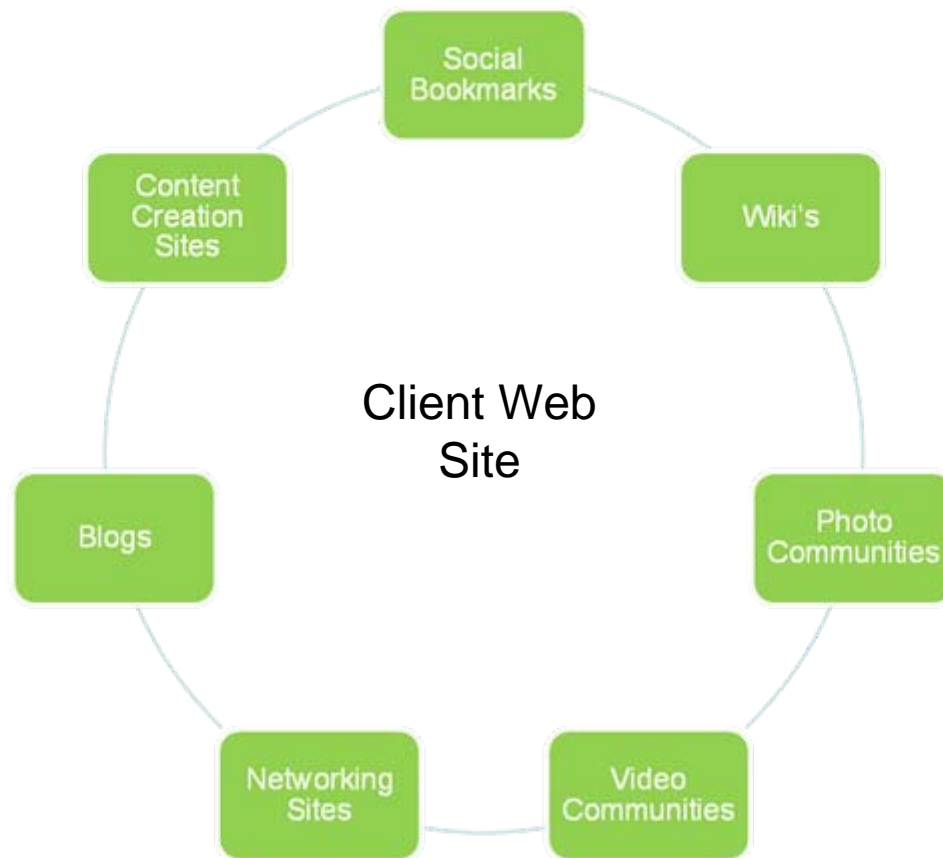 Social
Bookmarks
Content
Creation
Sites
Wiki's
Client Web
Site
Blogs
Photo
Communities
Networking
Sites
Video
Communities